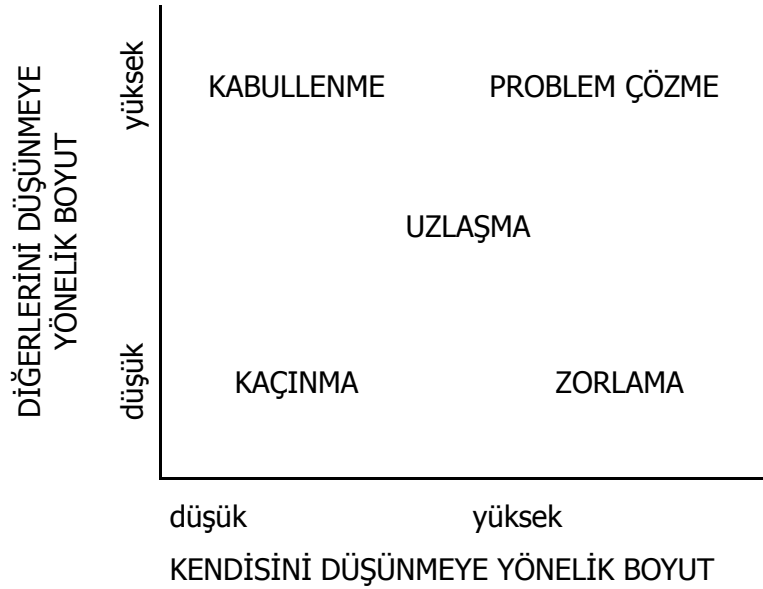 DİĞERLERİNİ DÜŞÜNMEYE
YÖNELİK BOYUT
yüksek
düşük
KABULLENME
PROBLEM ÇÖZME
UZLAŞMA
KAÇINMA
ZORLAMA
düşük
yüksek
KENDİSİNİ DÜŞÜNMEYE YÖNELİK BOYUT